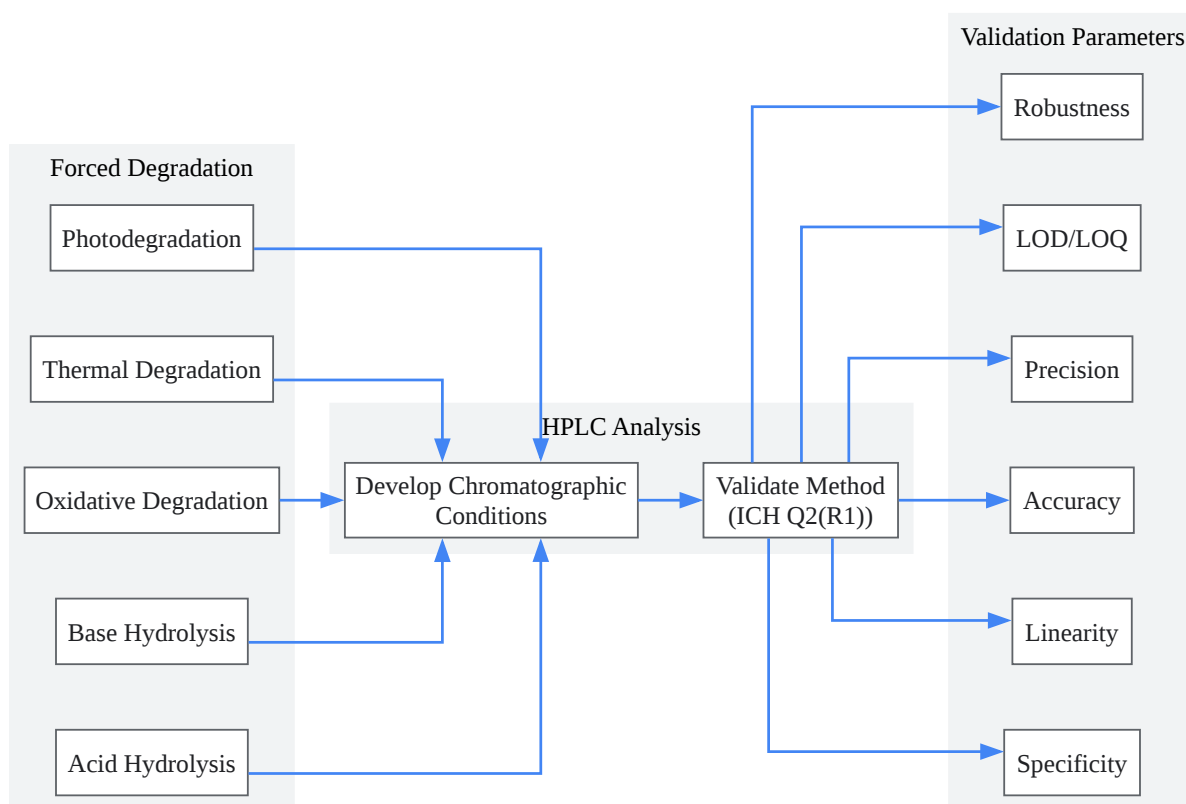 Forced Degradation
Photodegradation
Thermal Degradation
Oxidative Degradation
Base Hydrolysis
Acid Hydrolysis
HPLC Analysis
Develop Chromatographic
Conditions
Validate Method
(ICH Q2(R1))
Validation Parameters
Robustness
LOD/LOQ
Precision
Accuracy
Linearity
Specificity